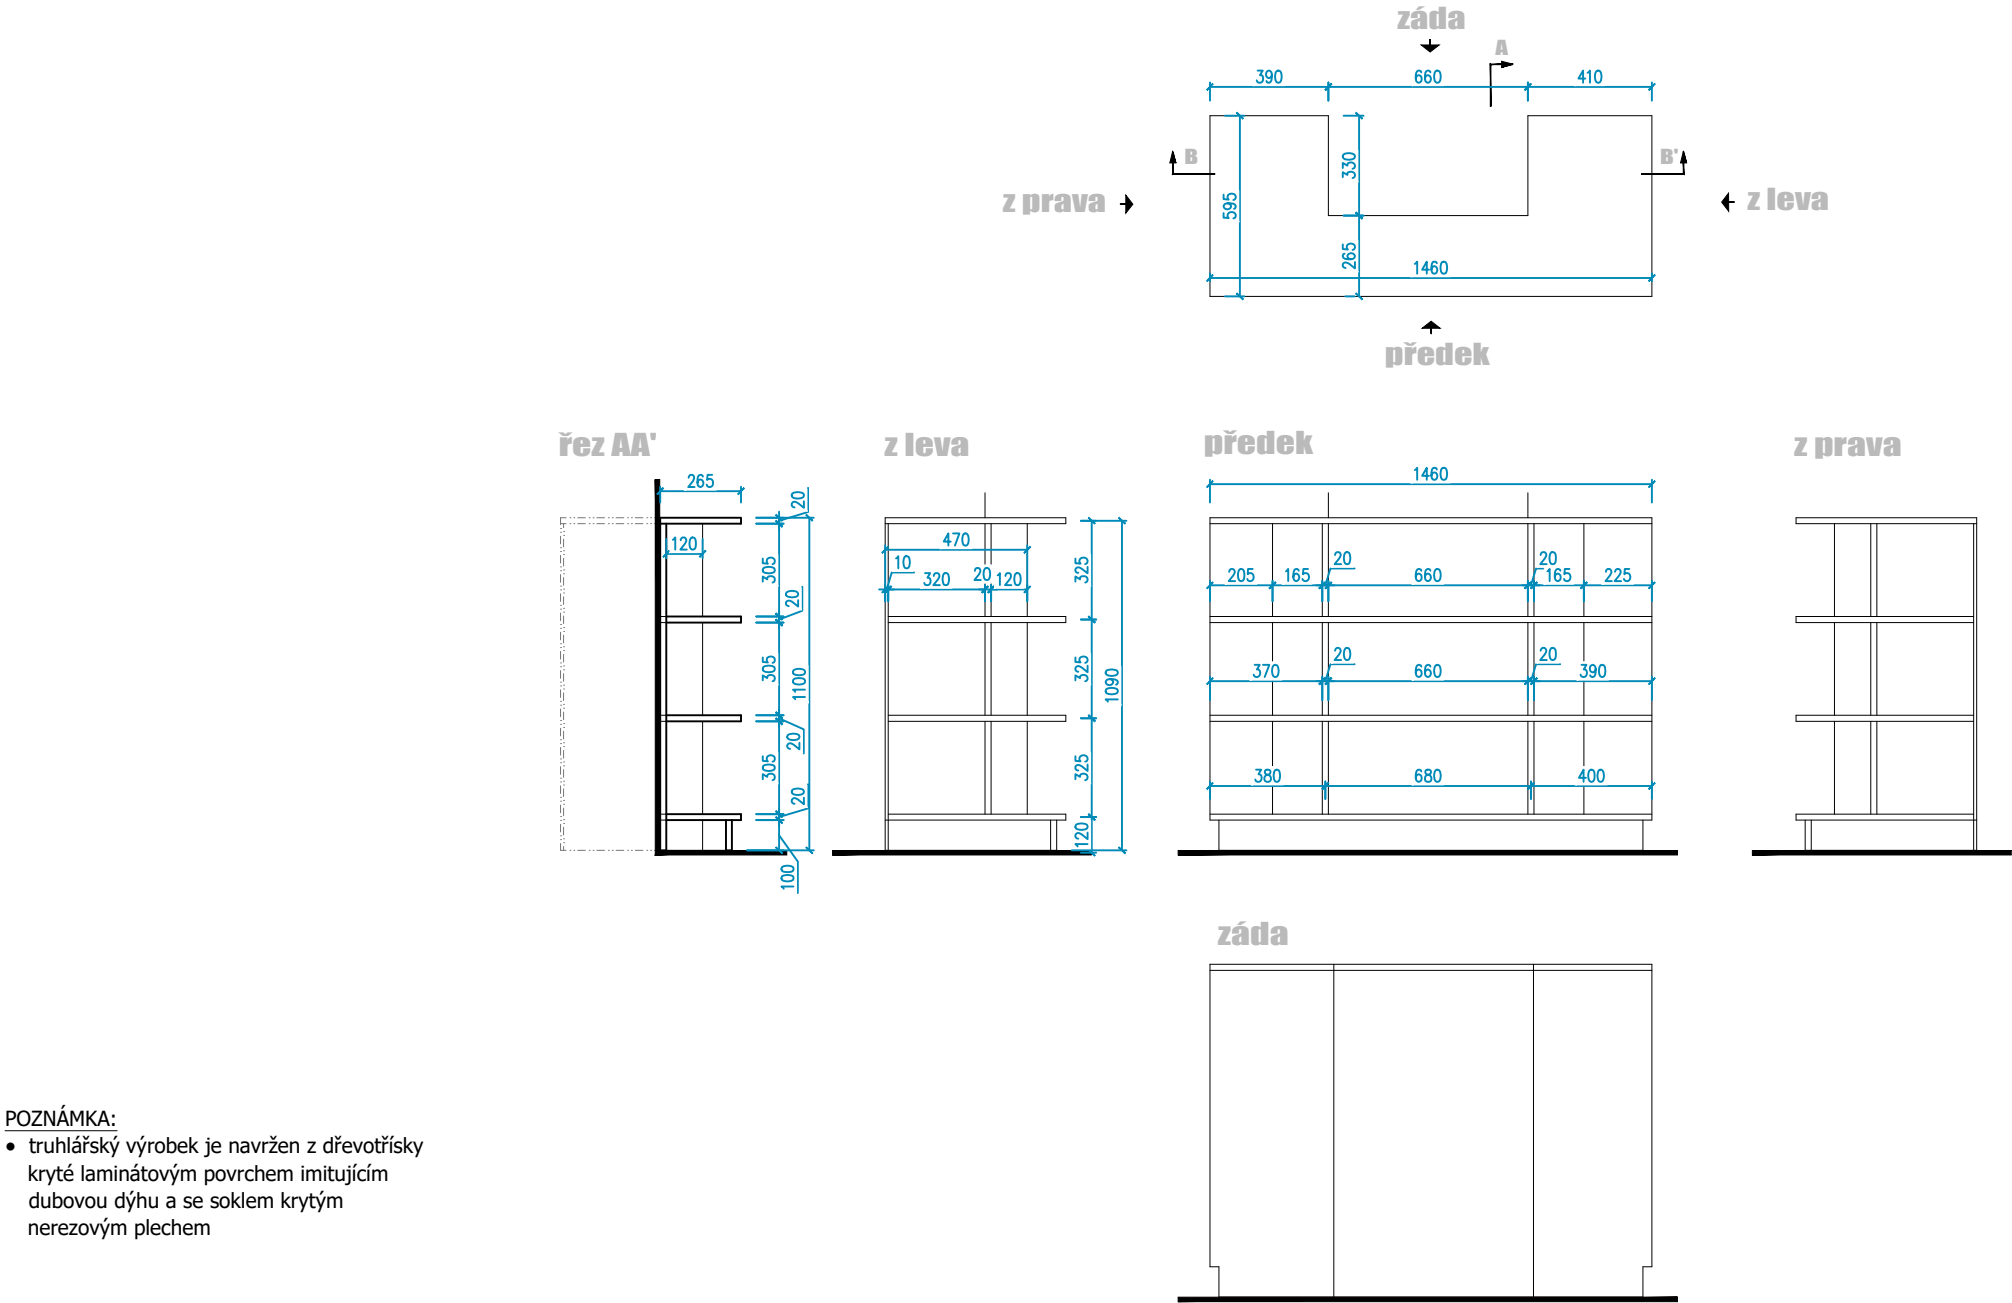 záda
A
390 660 410
B B'
330
595
z prava z leva
265
1460
předek
řez AA' z leva předek z prava
265
20
120
305
20
305
1100
20
305
20
100
470
10 320 20 120
325
325
1090
325
120
1460
20 20
205 165 660 165 225
20 20
370 660 390
380 680 400
záda
POZNÁMKA:
• truhlářský výrobek je navržen z dřevotřísky
kryté laminátovým povrchem imitujícím
dubovou dýhu a se soklem krytým
nerezovým plechem